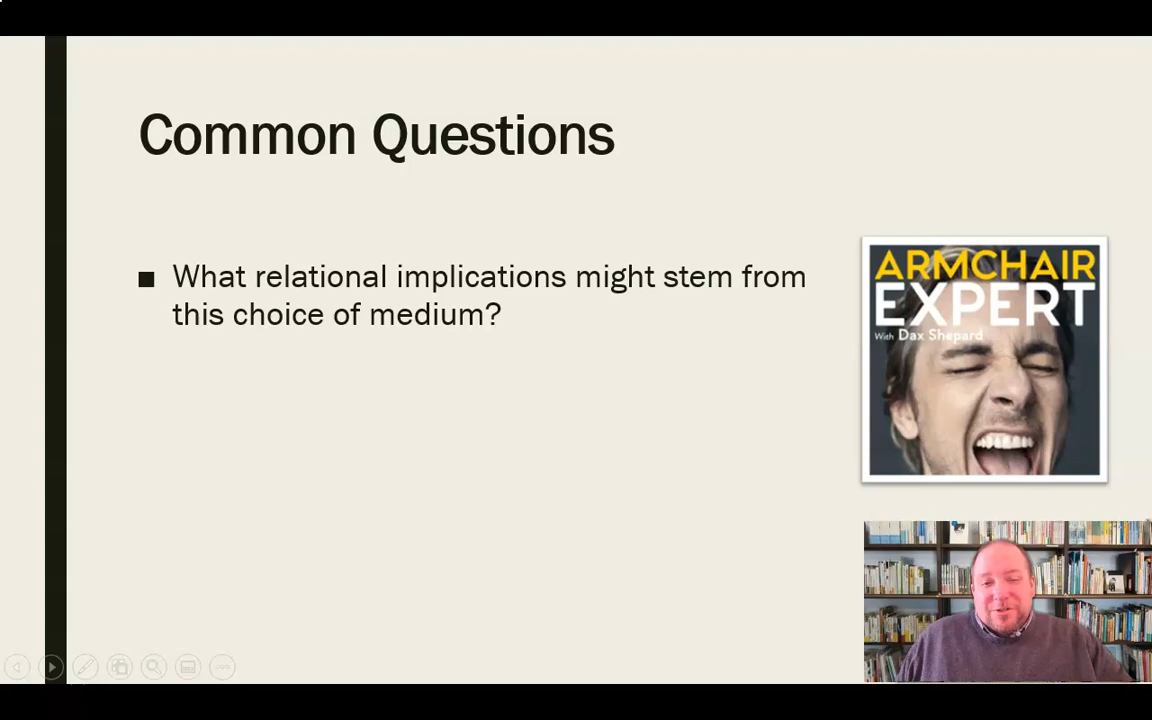 Common Questions
What relational implications might stem from
this choice of medium?
ARMCHAIR
EXPERT
With Dax Shepard